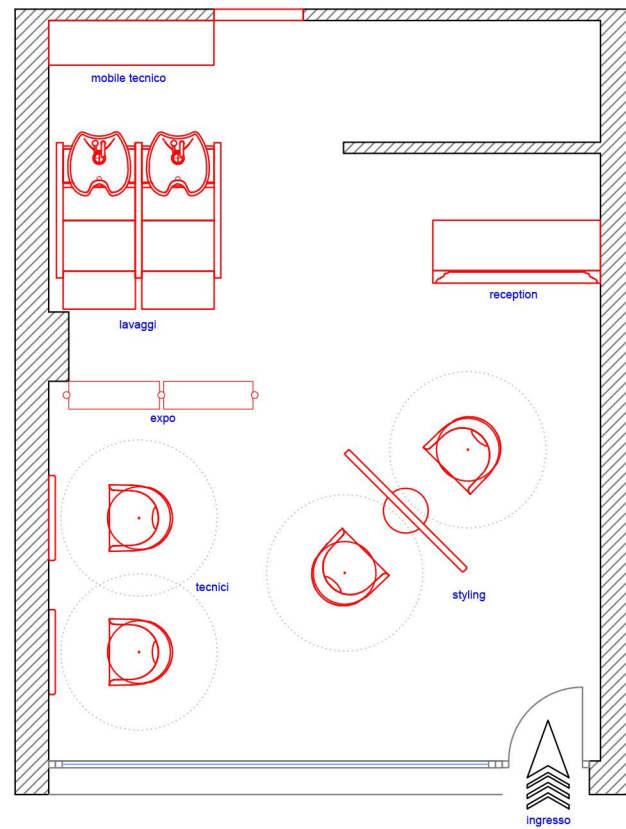 mobile tecnico
reception
lavaggi
expo
tecnici
styling
ingresso